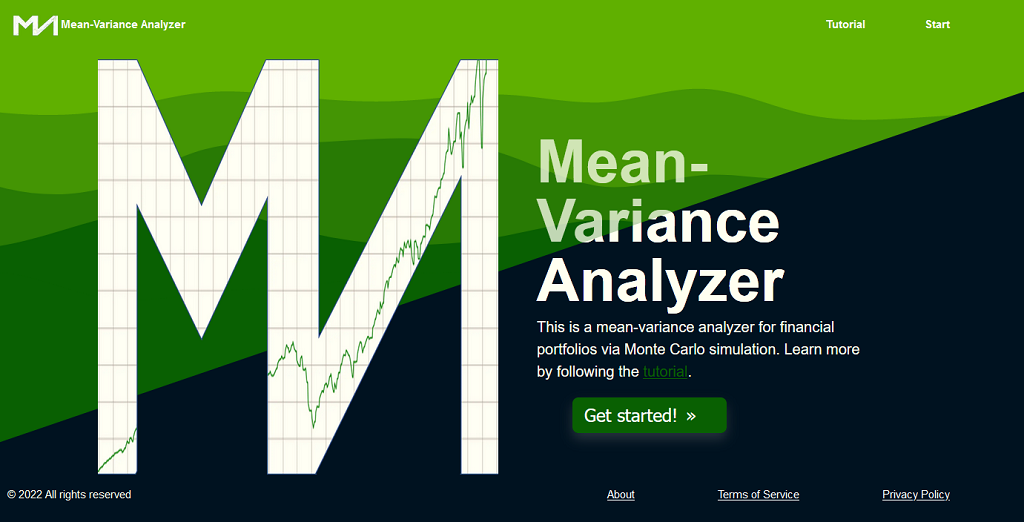 Mean-Variance Analyzer
Tutorial
Start
Mean-
Variance
Analyzer
This is a mean-variance analyzer for financial
portfolios via Monte Carlo simulation. Learn more
by following the tutorial.
Get started! »
© 2022 All rights reserved
About
Terms of Service
Privacy Policy